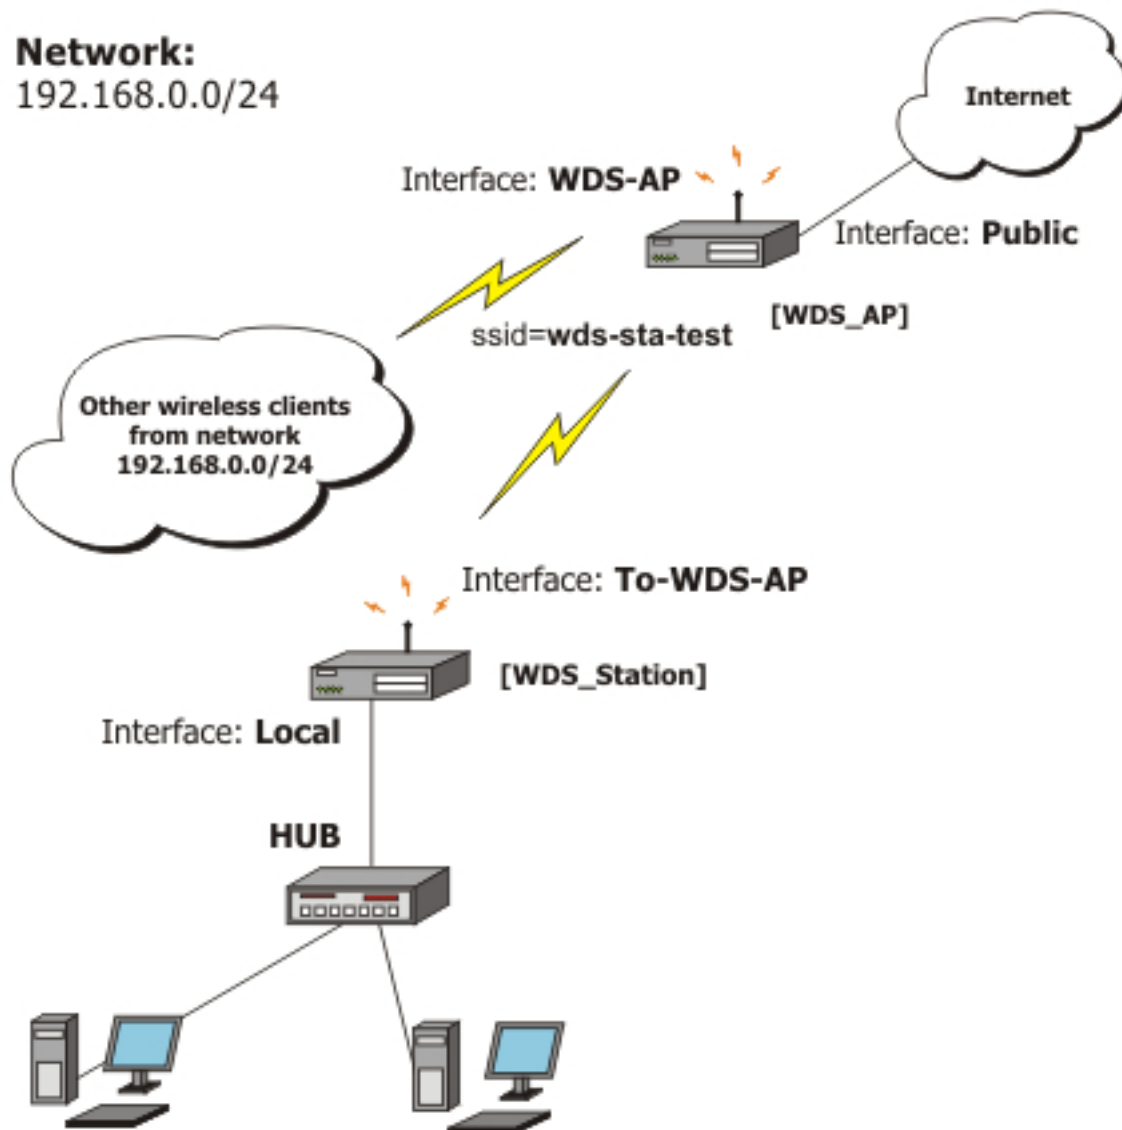 Network:
192.168.0.0/24
Internet
Interface: WDS-AP
Interface: Public
[WDS_AP]
ssid=wds-sta-test
Other wireless clients
from network
192.168.0.0/24
Interface: To-WDS-AP
[WDS_Station]
Interface: Local
HUB